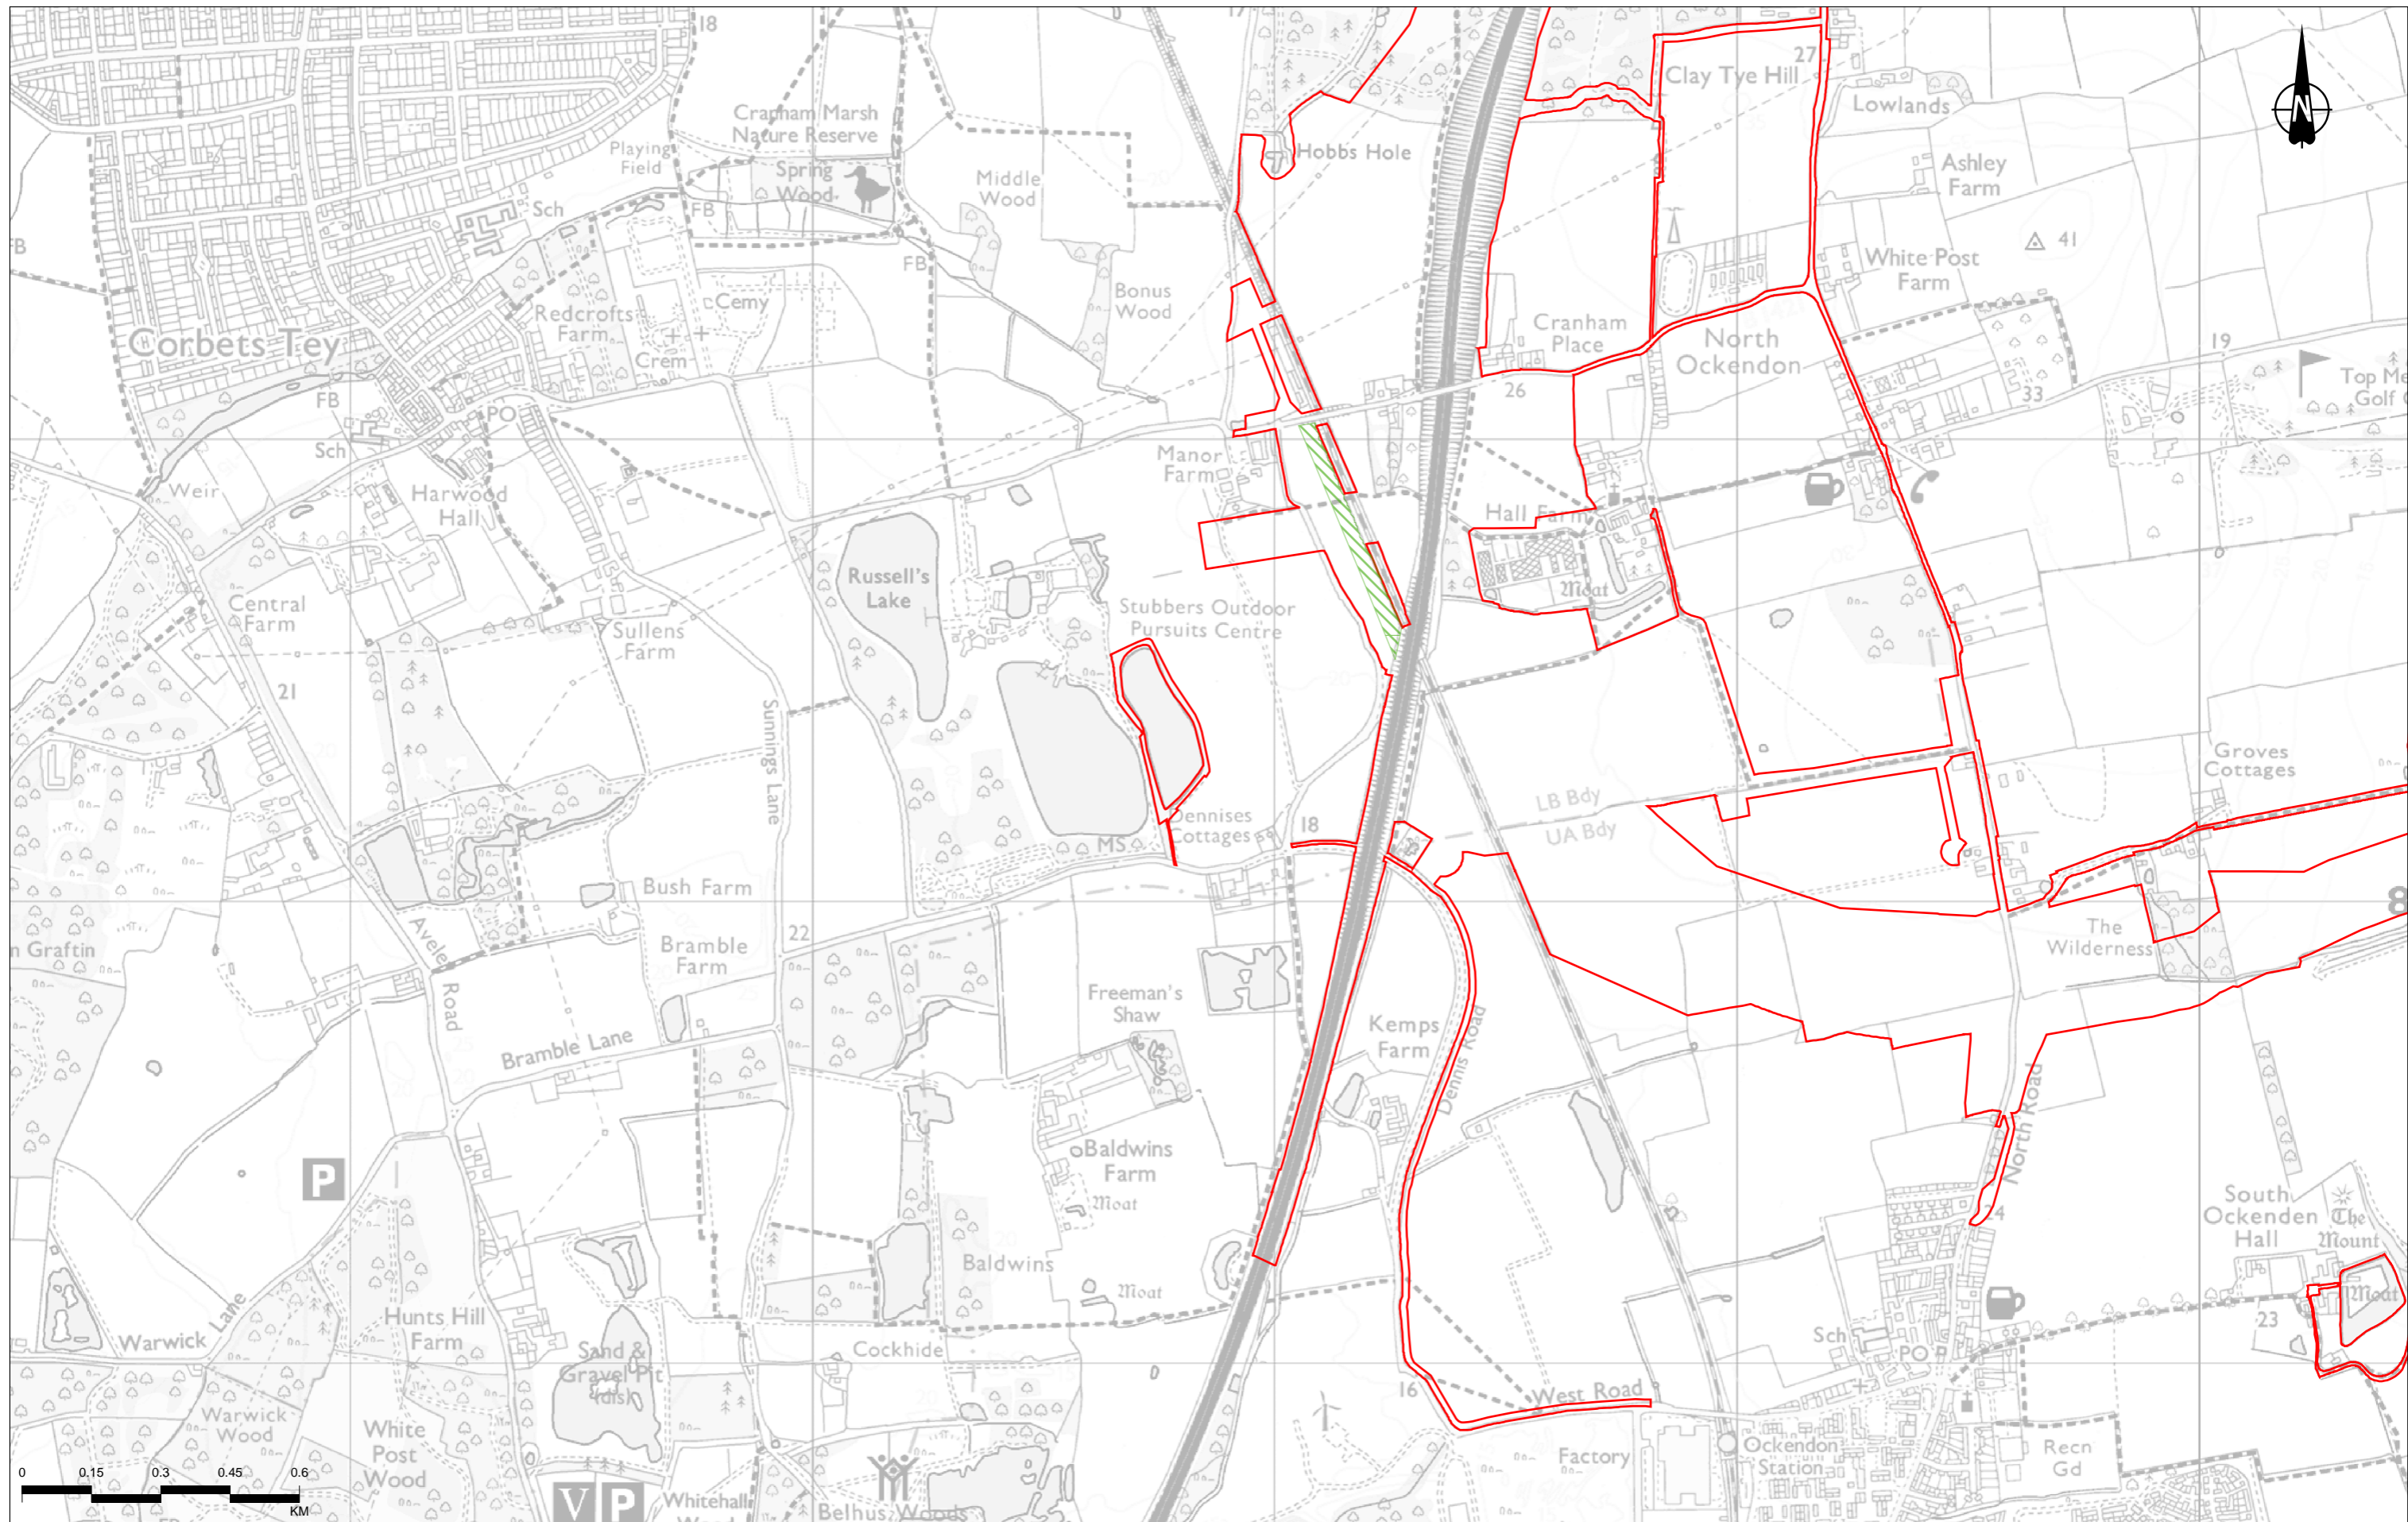 18
17
27
Clay Tye Hill
N
Lowlands
Cranham Marsh
Nature Reserve
Playing
Field
Spring
Wood
Hobbs Hole
Middle
Wood
Ashley
Farm
Sch
FB
FB
41
FB
White Post
Farm
Cemy
Bonus
Wood
Redcrofts
Farm
Crem
Corbets Tey
Cranham
Place
North
Ockendon
19
FB
PO
26
33
Top Me
Golf C
Sch
Manor
Farm
Weir
Harwood
Hall
Hall Farm
Russell's
Lake
Moat
Central
Farm
Stubbers Outdoor
Pursuits Centre
Sullens
Farm
21
Sunnings Lane
Groves
Cottages
LB Bdy
UA Bdy
Dennises
Cottages
18
MS
Bush Farm
8
Aveley
Road
22
Bramble
Farm
The
Wilderness
n Graftin
Freeman's
Shaw
Kemps
Farm
Dennis Road
Bramble Lane
North Road
Baldwins
Farm
Moat
P
South
Ockenden
Hall
The
Mount
24
Baldwins
Moat
Moat
23
Hunts Hill
Farm
Warwick Lane
Sand &
Gravel Pit
(dis)
Cockhide
Sch
PO
16
West Road
Warwick
Wood
White
Post
Wood
Factory
Ockendon
Station
Recn
Gd
0 0.15 0.3 0.45 0.6
KM
V P
Whitehall
Wood
Belhus Woods